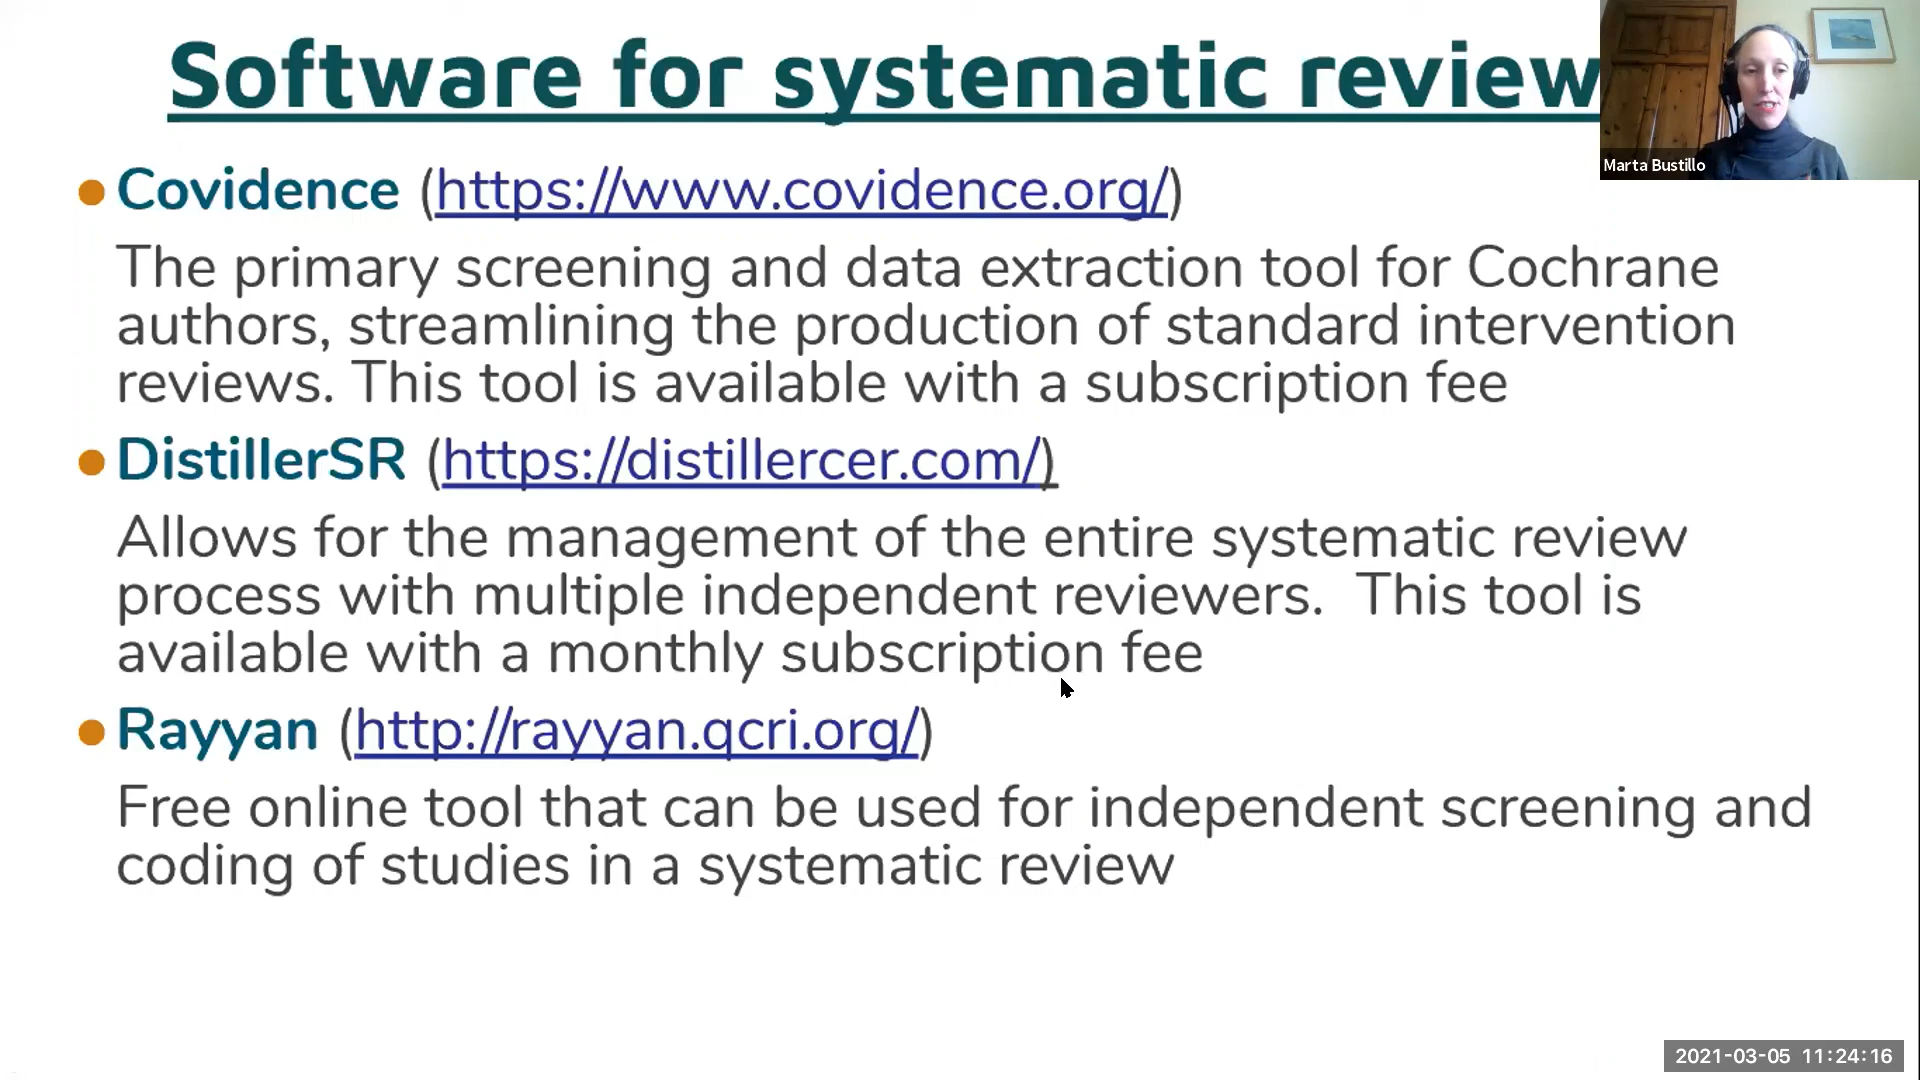 Software for systematic review
Marta Bustillo
Covidence (https://www.covidence.org/)
The primary screening and data extraction tool for Cochrane
authors, streamlining the production of standard intervention
reviews. This tool is available with a subscription fee
DistillerSR (https://distillercer.com/)
Allows for the management of the entire systematic review
process with multiple independent reviewers.  This tool is
available with a monthly subscription fee
Rayyan (http://rayyan.qcri.org/)
Free online tool that can be used for independent screening and
coding of studies in a systematic review
2021-03-05 11:24:16